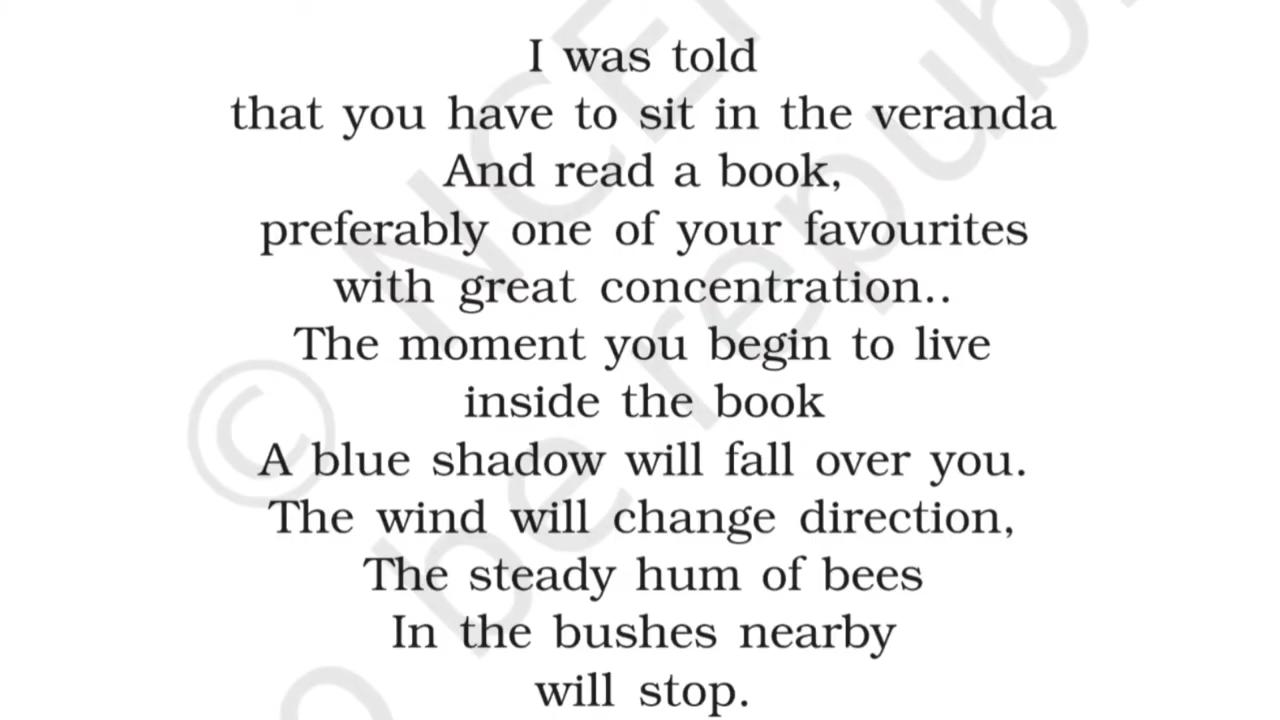 I was told
that you have to sit in the veranda
And read a book,
preferably one of your favourites
with great concentration..
The moment you begin to live
inside the book
A blue shadow will fall over you.
The wind will change direction,
The steady hum of bees
In the bushes nearby
will stop.